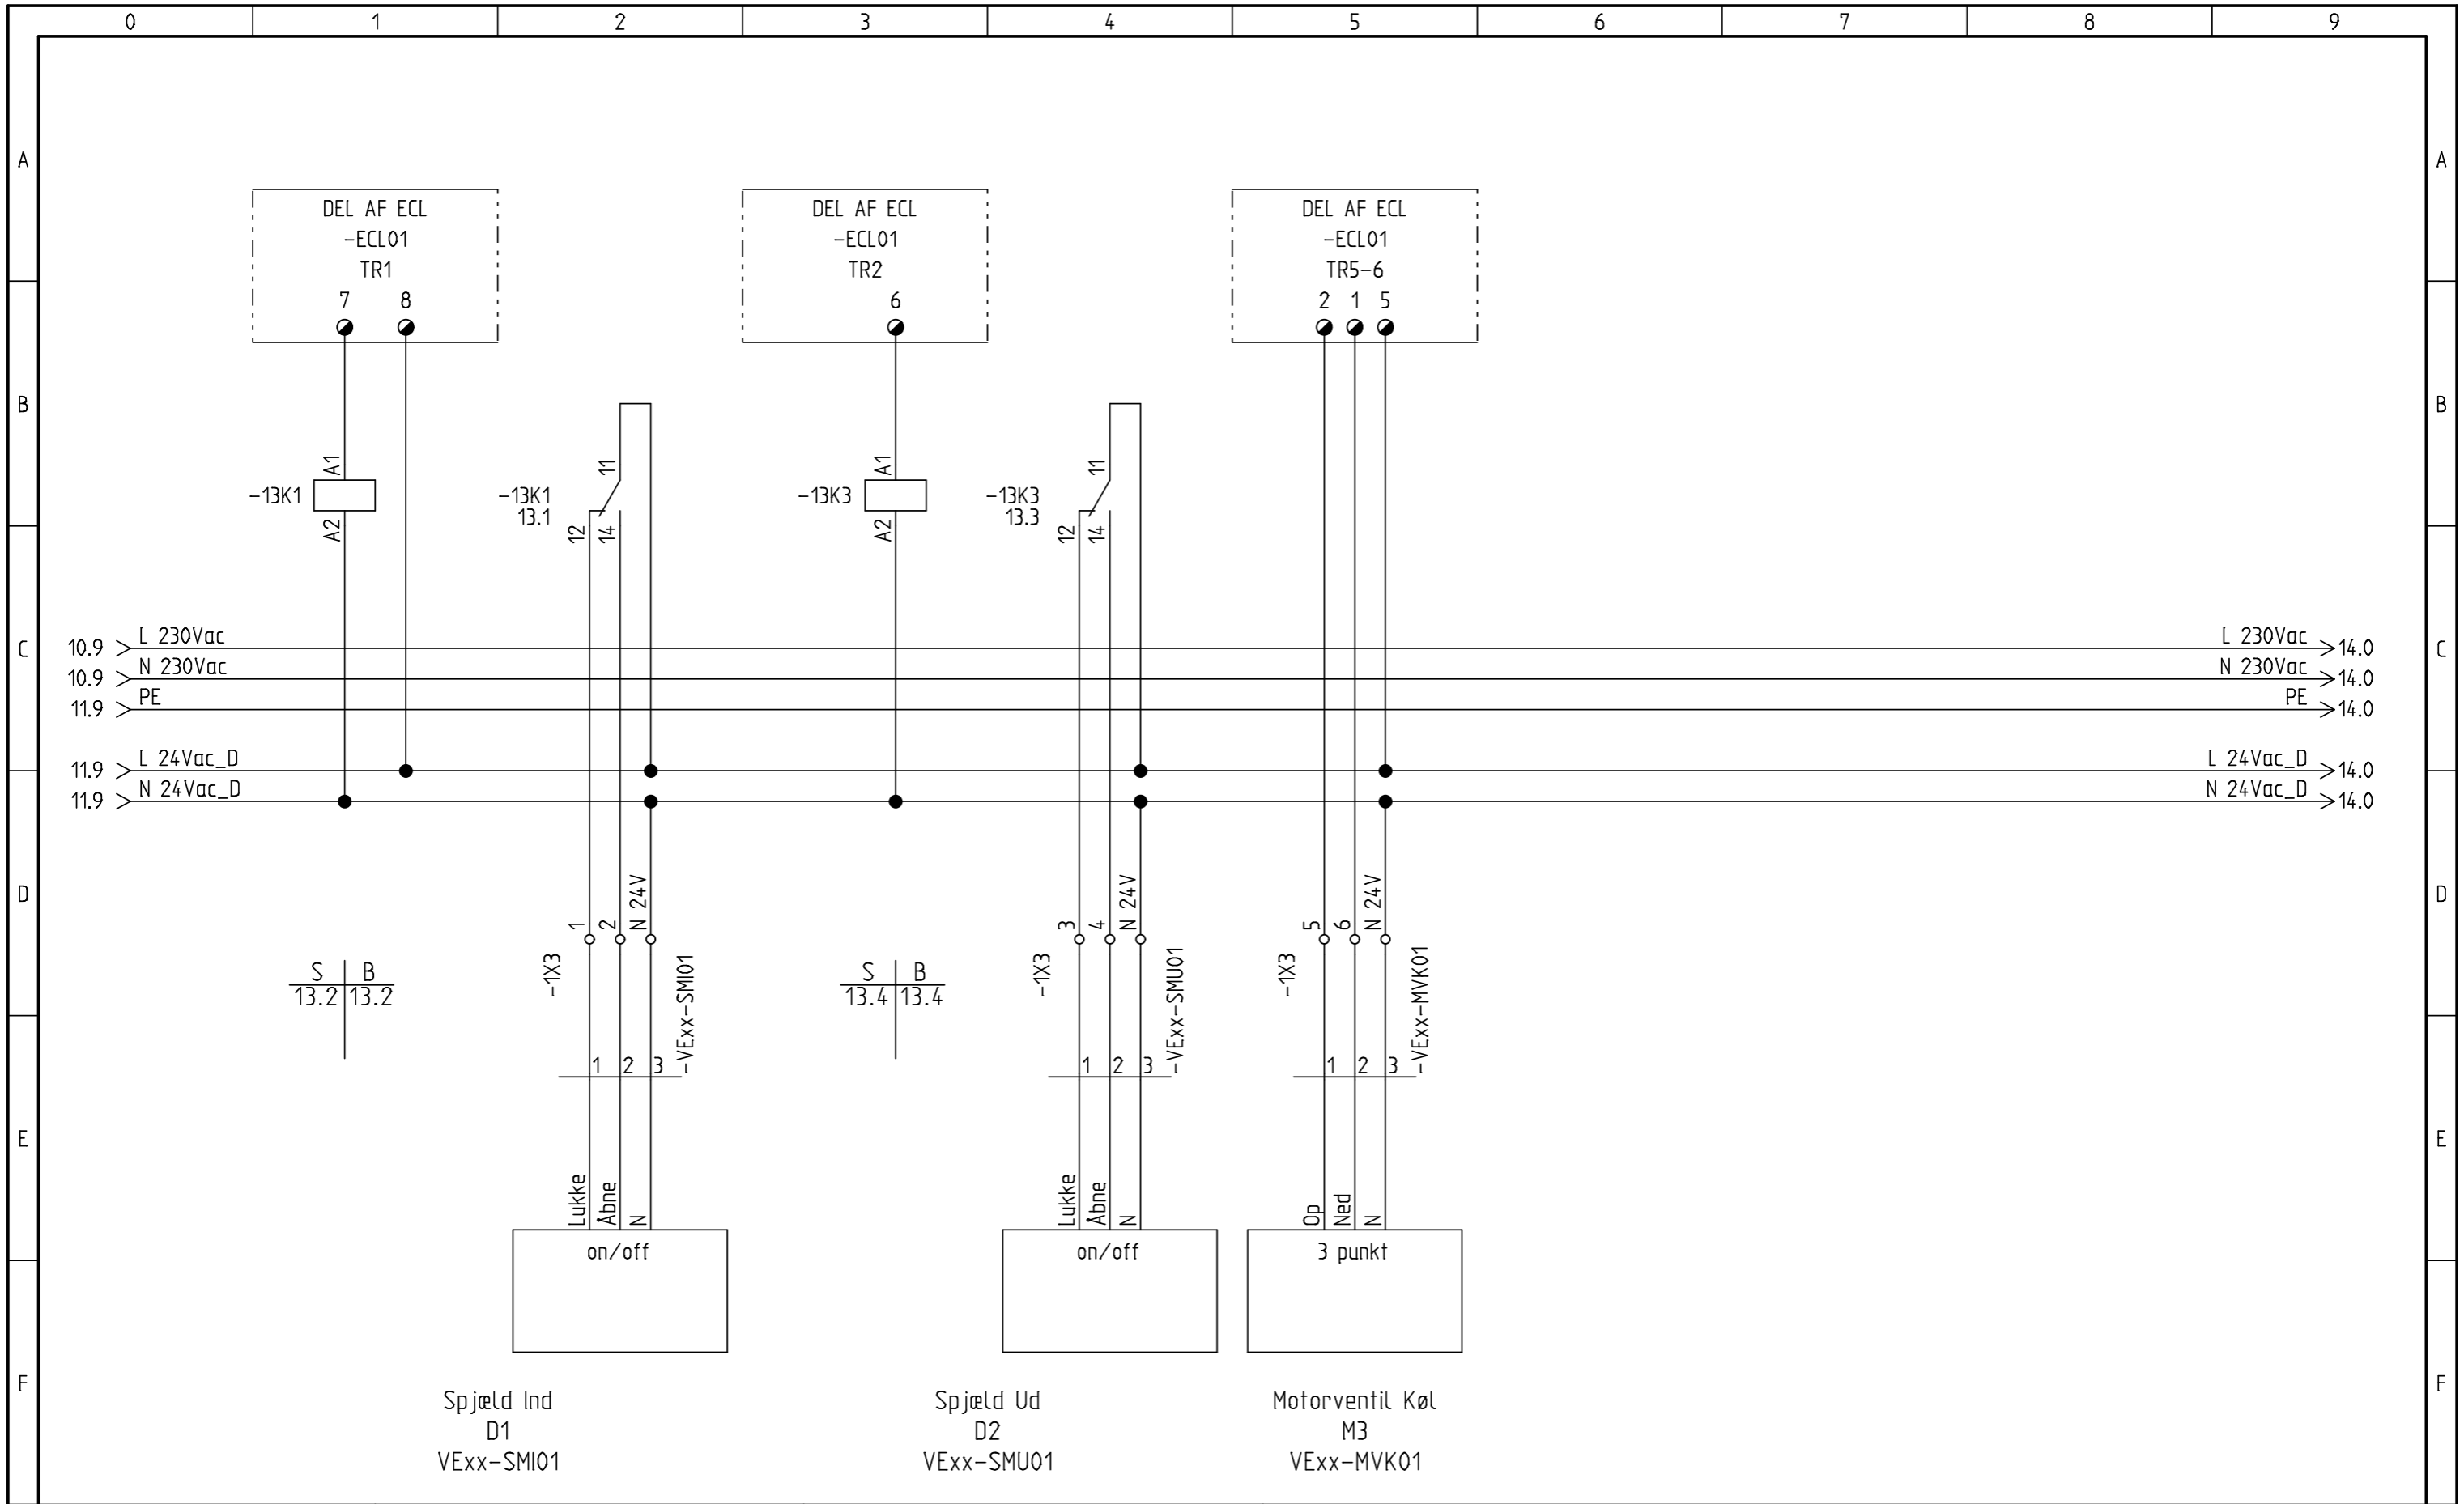 0 1 2 3 4 5 6 7 8 9
A A
DEL AF ECL
-ECL01
TR1
7 8
DEL AF ECL
-ECL01
TR2
6
DEL AF ECL
-ECL01
TR5-6
2 1 5
B B
-13K1
A1
A2
-13K1
13.1
11
12
14
-13K3
A1
A2
-13K3
13.3
11
12
14
C C
10.9 L 230Vac L 230Vac 14.0
10.9 N 230Vac N 230Vac 14.0
11.9 PE PE 14.0
11.9 L 24Vac_D L 24Vac_D 14.0
11.9 N 24Vac_D N 24Vac_D 14.0
D D
S B
13.2 13.2
-1X3
1
2
N 24V
-VExx-SMI01
1 2 3
S B
13.4 13.4
-1X3
3
4
N 24V
-VExx-SMU01
1 2 3
-1X3
5
6
N 24V
-VExx-MVK01
1 2 3
E E
Lukke
Åbne
N
on/off
Lukke
Åbne
N
on/off
Op
Ned
N
3 punkt
F F
Spjæld Ind
D1
VExx-SMI01
Spjæld Ud
D2
VExx-SMU01
Motorventil Køl
M3
VExx-MVK01